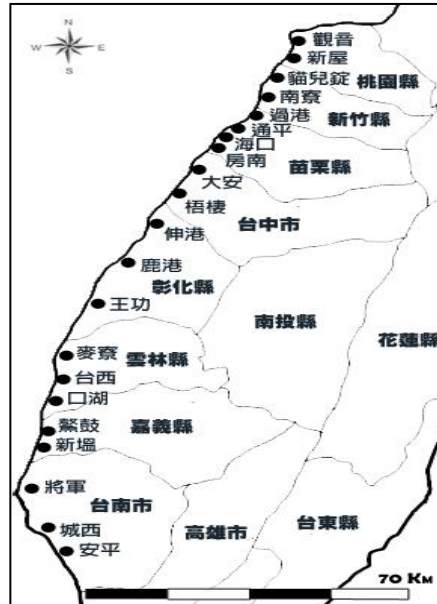 N
W E
S
觀音
新屋
貓兒錠
桃園縣
南寮
新竹縣
過港
通平
海口
房南
苗栗縣
大安
梧棲
伸港
台中市
鹿港
彰化縣
王功
南投縣
花蓮縣
麥寮
雲林縣
台西
口湖
鰲鼓
嘉義縣
新塭
將軍
台南市
城西
高雄市
台東縣
安平
70 KM